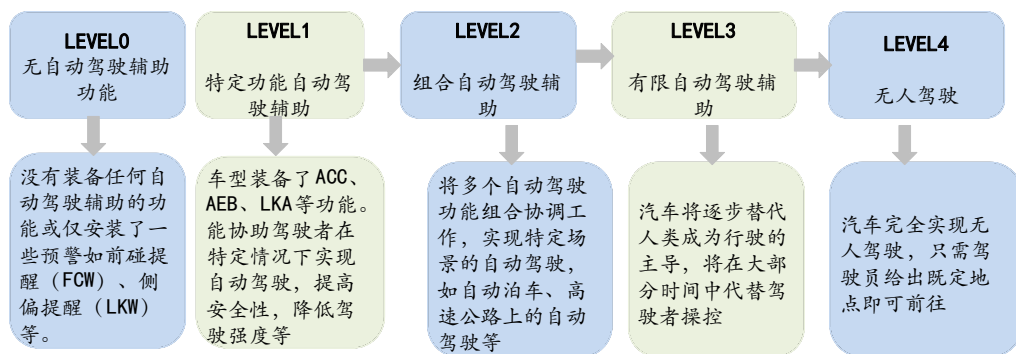 LEVEL0
无自动驾驶辅助
功能
LEVEL1
特定功能自动驾
驶辅助
LEVEL2
组合自动驾驶辅
助
LEVEL3
有限自动驾驶辅
助
LEVEL4
无人驾驶
没有装备任何自
动驾驶辅助的功
能或仅安装了一
些预警如前碰提
醒（FCW）、侧
偏提醒（LKW）
等。
车型装备了ACC、
AEB、LKA等功能。
能协助驾驶者在
特定情况下实现
自动驾驶，提高
安全性，降低驾
驶强度等
将多个自动驾驶
功能组合协调工
作，实现特定场
景的自动驾驶，
如自动泊车、高
速公路上的自动
驾驶等
汽车将逐步替代
人类成为行驶的
主导，将在大部
分时间中代替驾
驶者操控
汽车完全实现无
人驾驶，只需驾
驶员给出既定地
点即可前往